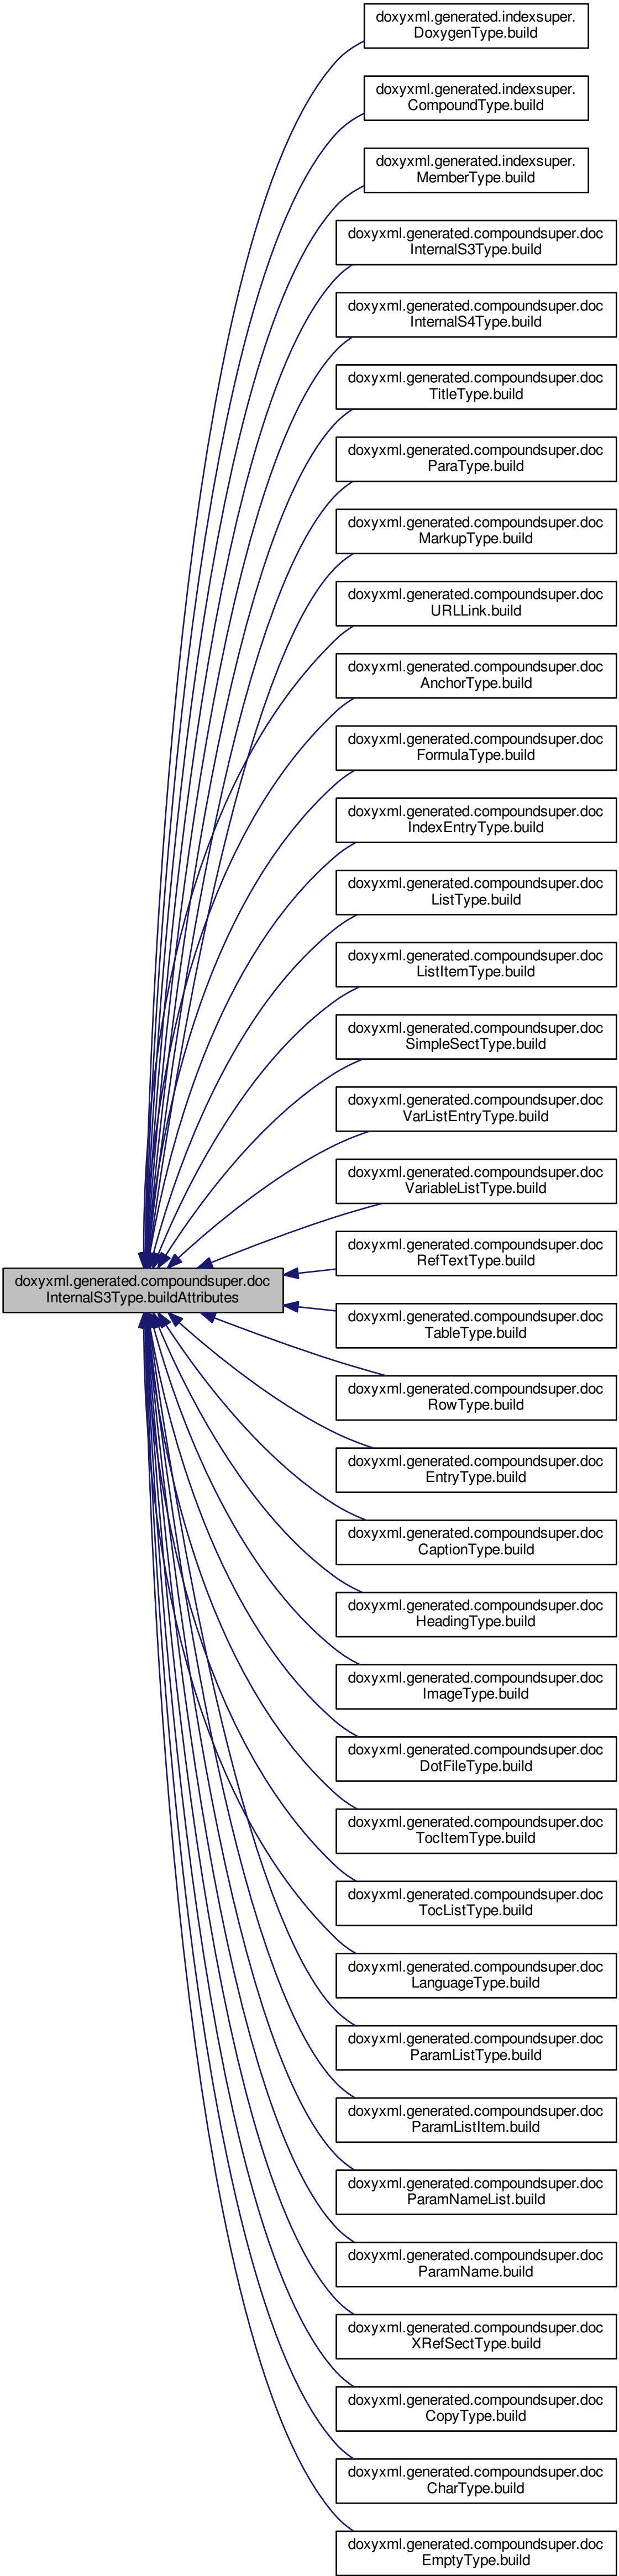 doxyxml.generated.indexsuper.
DoxygenType.build
doxyxml.generated.indexsuper.
CompoundType.build
doxyxml.generated.indexsuper.
MemberType.build
doxyxml.generated.compoundsuper.doc
InternalS3Type.build
doxyxml.generated.compoundsuper.doc
InternalS4Type.build
doxyxml.generated.compoundsuper.doc
TitleType.build
doxyxml.generated.compoundsuper.doc
ParaType.build
doxyxml.generated.compoundsuper.doc
MarkupType.build
doxyxml.generated.compoundsuper.doc
URLLink.build
doxyxml.generated.compoundsuper.doc
AnchorType.build
doxyxml.generated.compoundsuper.doc
FormulaType.build
doxyxml.generated.compoundsuper.doc
IndexEntryType.build
doxyxml.generated.compoundsuper.doc
ListType.build
doxyxml.generated.compoundsuper.doc
ListItemType.build
doxyxml.generated.compoundsuper.doc
SimpleSectType.build
doxyxml.generated.compoundsuper.doc
VarListEntryType.build
doxyxml.generated.compoundsuper.doc
VariableListType.build
doxyxml.generated.compoundsuper.doc
RefTextType.build
doxyxml.generated.compoundsuper.doc
InternalS3Type.buildAttributes
doxyxml.generated.compoundsuper.doc
TableType.build
doxyxml.generated.compoundsuper.doc
RowType.build
doxyxml.generated.compoundsuper.doc
EntryType.build
doxyxml.generated.compoundsuper.doc
CaptionType.build
doxyxml.generated.compoundsuper.doc
HeadingType.build
doxyxml.generated.compoundsuper.doc
ImageType.build
doxyxml.generated.compoundsuper.doc
DotFileType.build
doxyxml.generated.compoundsuper.doc
TocItemType.build
doxyxml.generated.compoundsuper.doc
TocListType.build
doxyxml.generated.compoundsuper.doc
LanguageType.build
doxyxml.generated.compoundsuper.doc
ParamListType.build
doxyxml.generated.compoundsuper.doc
ParamListItem.build
doxyxml.generated.compoundsuper.doc
ParamNameList.build
doxyxml.generated.compoundsuper.doc
ParamName.build
doxyxml.generated.compoundsuper.doc
XRefSectType.build
doxyxml.generated.compoundsuper.doc
CopyType.build
doxyxml.generated.compoundsuper.doc
CharType.build
doxyxml.generated.compoundsuper.doc
EmptyType.build